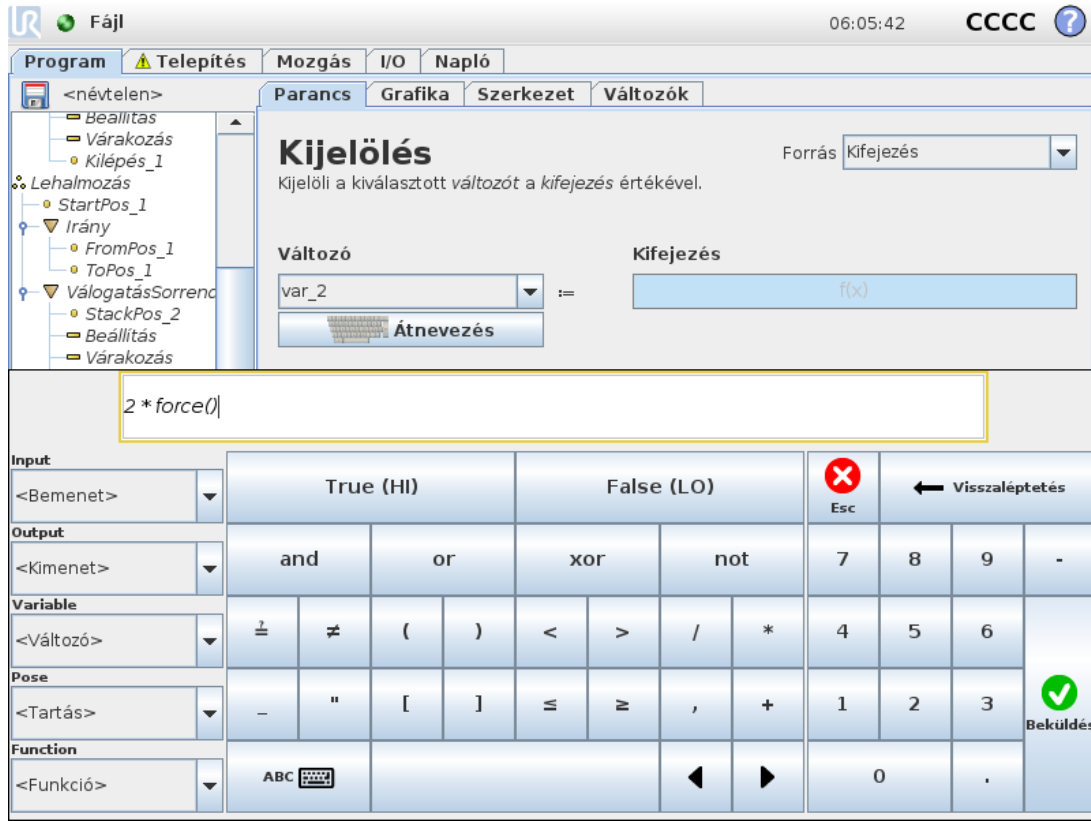 UR Fájl 06:05:42 CCCC ?
Program Telepítés Mozgás I/O Napló
<névtelen>
Parancs Grafika Szerkezet Változók
Beállítás
Várakozás
Kilépés_1
Lehalmozás
StartPos_1
Irány
FromPos_1
ToPos_1
VálogatásSorrend
StackPos_2
Beállítás
Várakozás
Kijelölés
Forrás Kifejezés
Kijelöli a kiválasztott változót a kifejezés értékével.
Változó Kifejezés
var_2 := f(x)
Átnevezés
2 * force()
Input
<Bemenet>
Output
<Kimenet>
Variable
<Változó>
Pose
<Tartás>
Function
<Funkció>
True (HI) False (LO) Esc Visszaléptetés
and or xor not 7 8 9 -
≟ ≠ ( ) < > / * 4 5 6
_ " [ ] ≤ ≥ , + 1 2 3 Beküldés
ABC 0 .